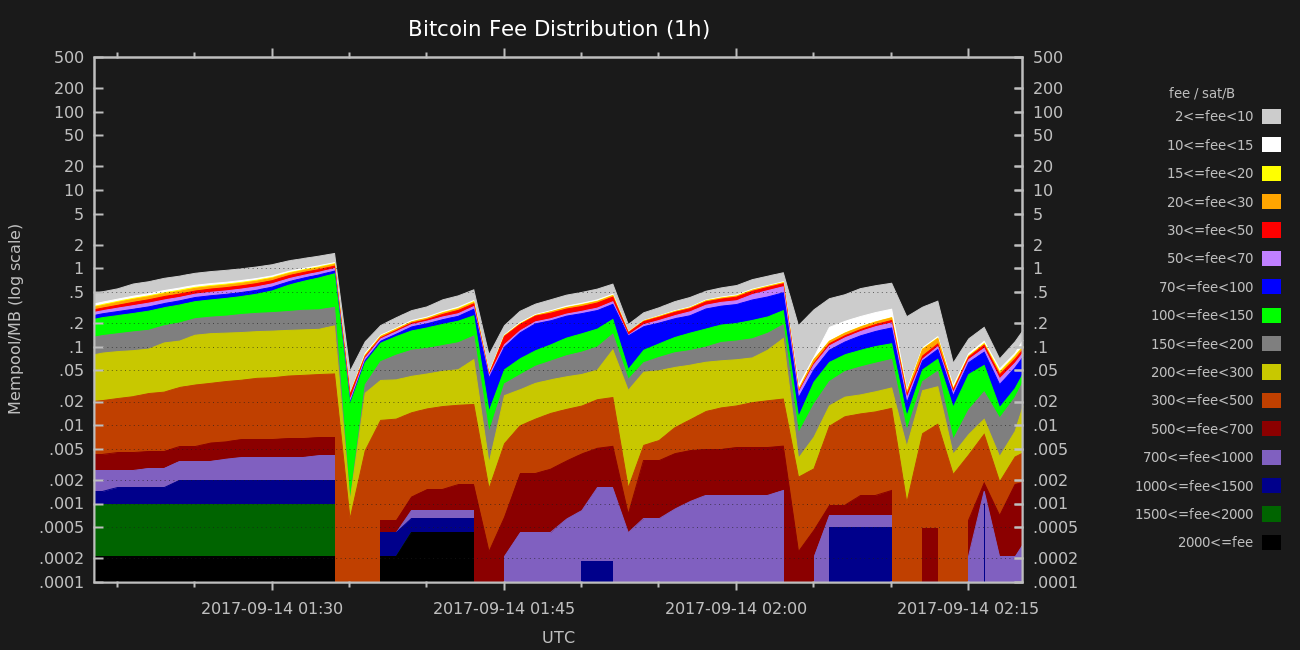 Bitcoin Fee Distribution (1h)
Mempool/MB (log scale)
500
200
100
50
20
10
5
2
1
.5
.2
.1
.05
.02
.01
.005
.002
.001
.0005
.0002
.0001
500
200
100
50
20
10
5
2
1
.5
.2
.1
.05
.02
.01
.005
.002
.001
.0005
.0002
.0001
2017-09-14 01:30
2017-09-14 01:45
2017-09-14 02:00
2017-09-14 02:15
UTC
fee / sat/B
2<=fee<10
10<=fee<15
15<=fee<20
20<=fee<30
30<=fee<50
50<=fee<70
70<=fee<100
100<=fee<150
150<=fee<200
200<=fee<300
300<=fee<500
500<=fee<700
700<=fee<1000
1000<=fee<1500
1500<=fee<2000
2000<=fee